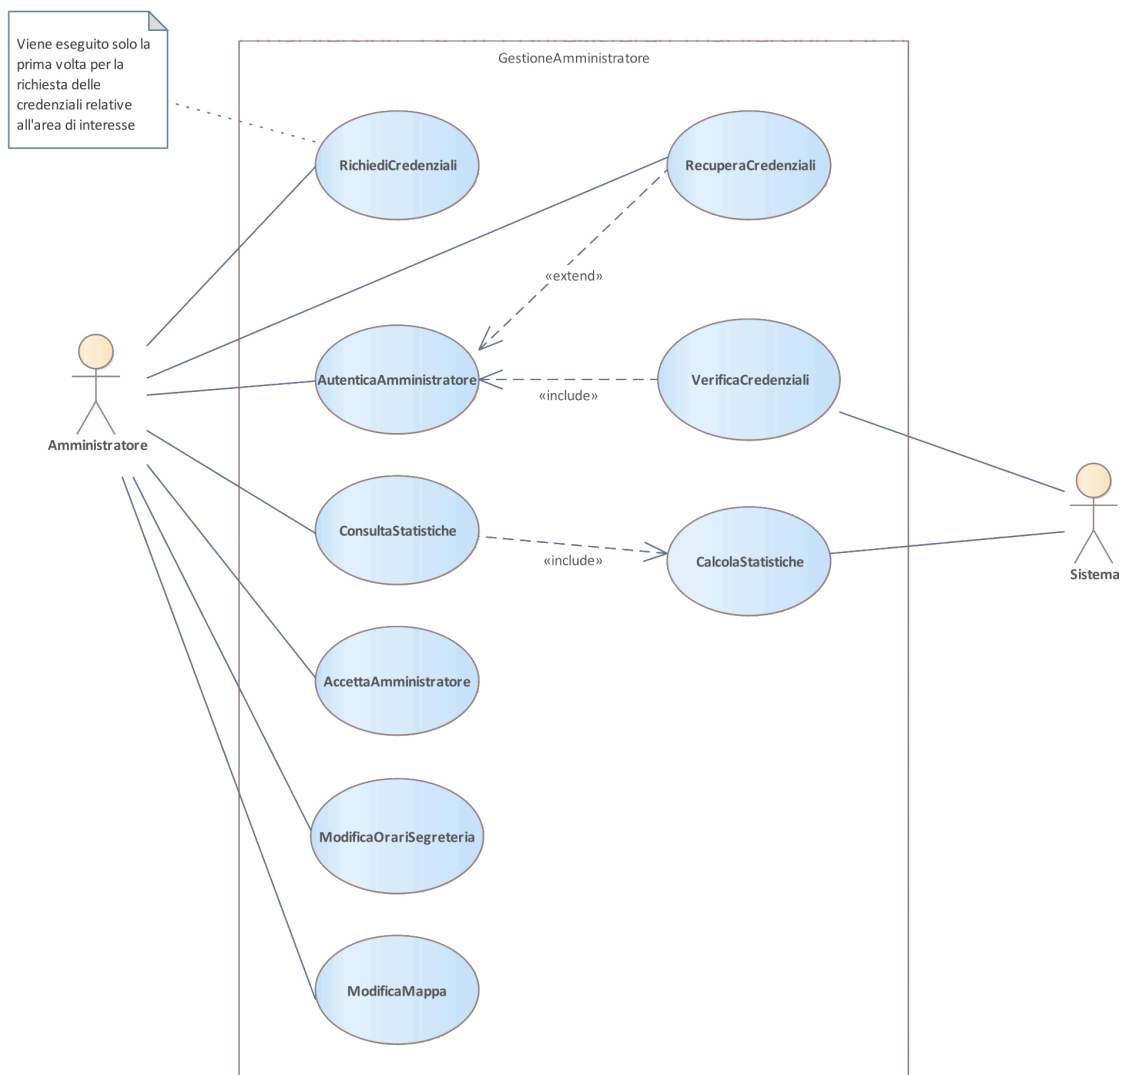 Viene eseguito solo la
prima volta per la
richiesta delle
credenziali relative
all'area di interesse
GestioneAmministratore
RichiediCredenziali
RecuperaCredenziali
«extend»
AutenticaAmministratore
VerificaCredenziali
«include»
Amministratore
ConsultaStatistiche
«include»
CalcolaStatistiche
Sistema
AccettaAmministratore
ModificaOrariSegreteria
ModificaMappa